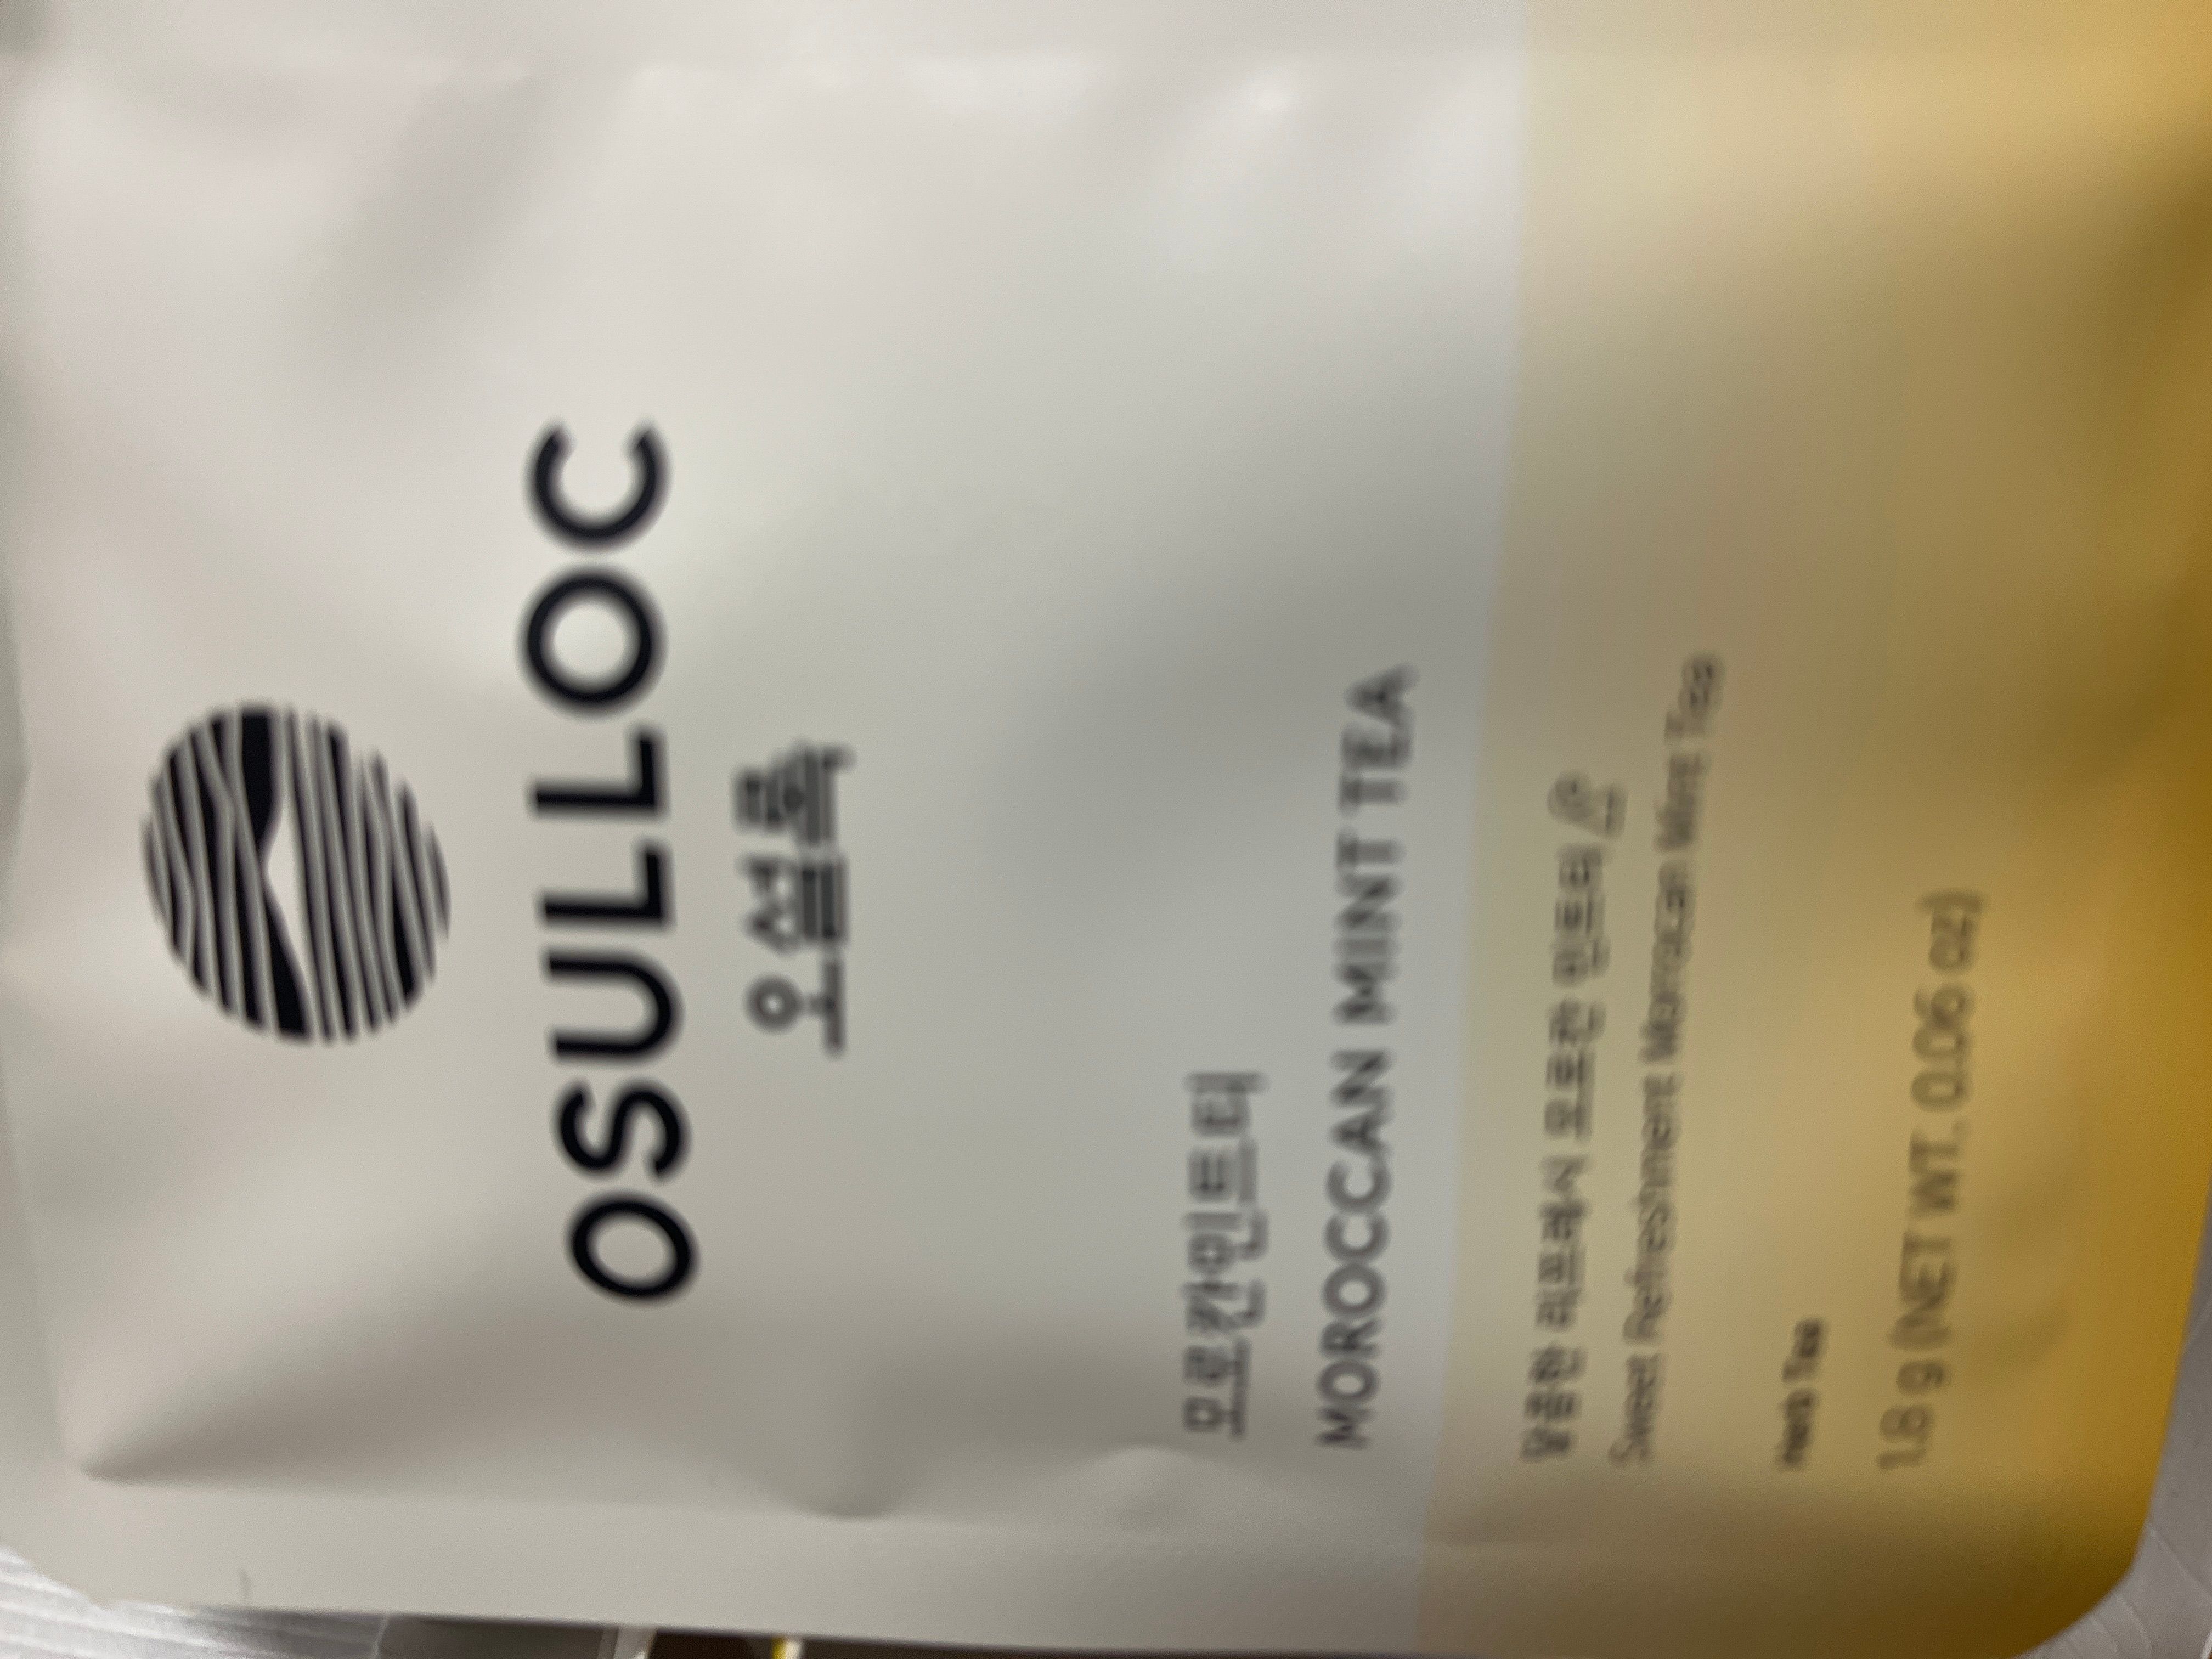 OSULLOC
오설록
모로칸민트티
MOROCCAN MINT TEA
달콤한 리프레시 모로칸 민트티
Sweet Refreshment Moroccan Mint Tea
Herb Tea
1.8 g (NET WT. 0.06 oz)